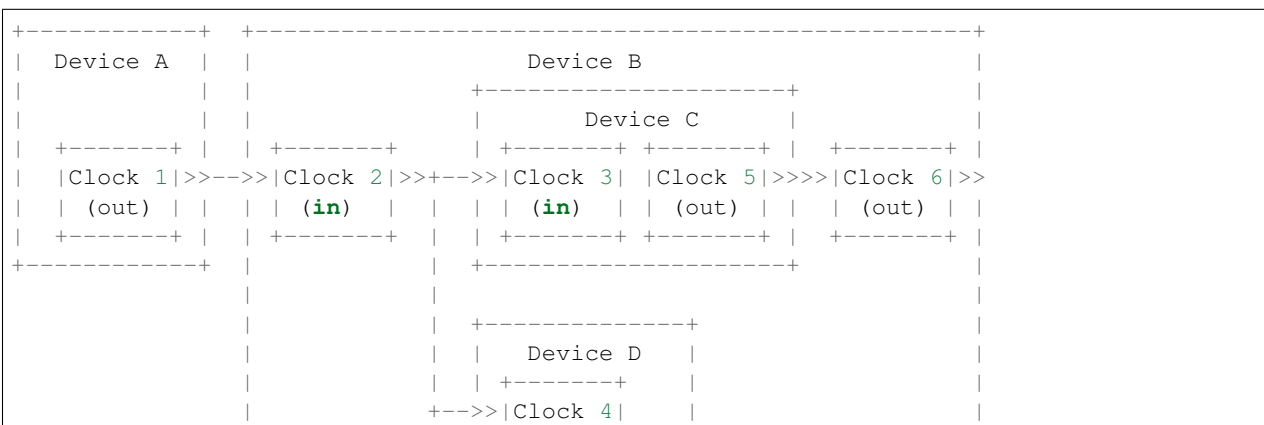 +------------+  +--------------------------------------------------+
|  Device A  |  |                  Device B                        |
|            |  |               +---------------------+            |
|            |  |               |       Device C      |            |
|  +-------+ |  | +-------+     | +-------+ +-------+ |  +-------+ |
|  |Clock 1|>>-->>|Clock 2|>>+-->>|Clock 3| |Clock 5|>>>>|Clock 6|>>
|  | (out) | |  | | (in)  |  |  | | (in)  | | (out) | |  | (out) | |
|  +-------+ |  | +-------+  |  | +-------+ +-------+ |  +-------+ |
+------------+  |            |  +---------------------+            |
                |            |                                     |
                |            |  +--------------+                   |
                |            |  |   Device D   |                   |
                |            |  | +-------+    |                   |
                |            +-->>|Clock 4|    |                   |